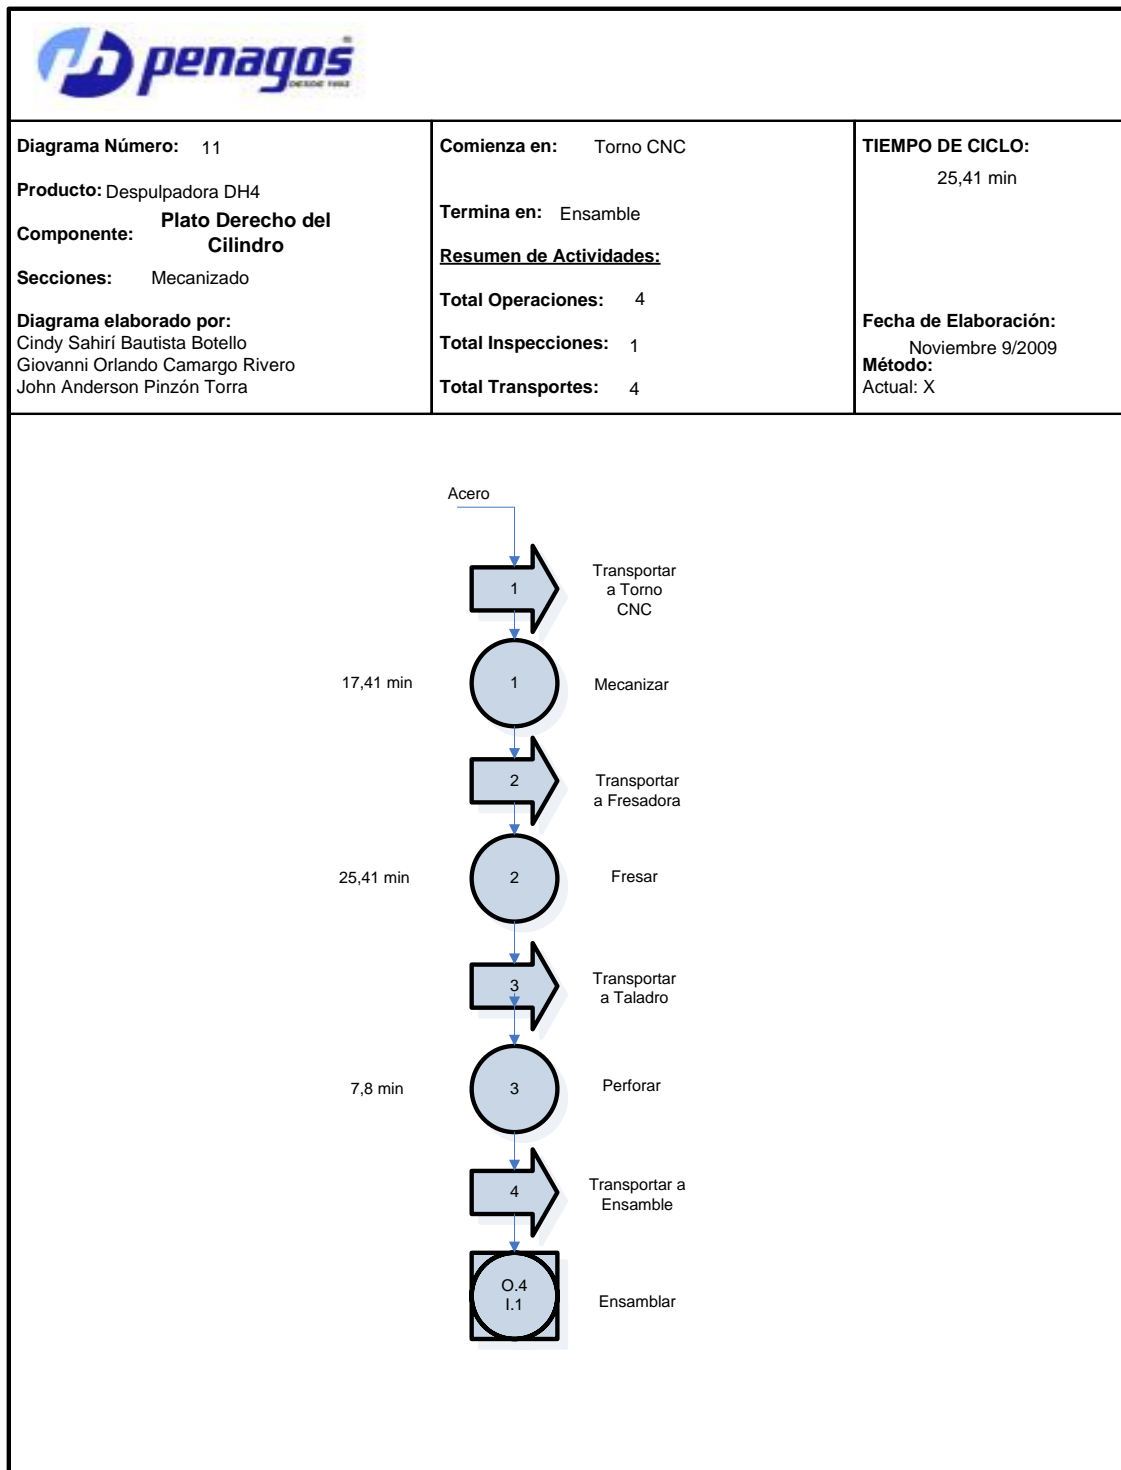 penagos
DESDE 1892
Diagrama Número: 11
Producto: Despulpadora DH4
Componente: Plato Derecho del
Cilindro
Secciones: Mecanizado
Diagrama elaborado por:
Cindy Sahirí Bautista Botello
Giovanni Orlando Camargo Rivero
John Anderson Pinzón Torra
Comienza en: Torno CNC
Termina en: Ensamble
Resumen de Actividades:
Total Operaciones: 4
Total Inspecciones: 1
Total Transportes: 4
TIEMPO DE CICLO:
25,41 min
Fecha de Elaboración:
Noviembre 9/2009
Método:
Actual: X
Acero
1
Transportar
a Torno
CNC
17,41 min
1
Mecanizar
2
Transportar
a Fresadora
25,41 min
2
Fresar
3
Transportar
a Taladro
7,8 min
3
Perforar
4
Transportar a
Ensamble
O.4
I.1
Ensamblar